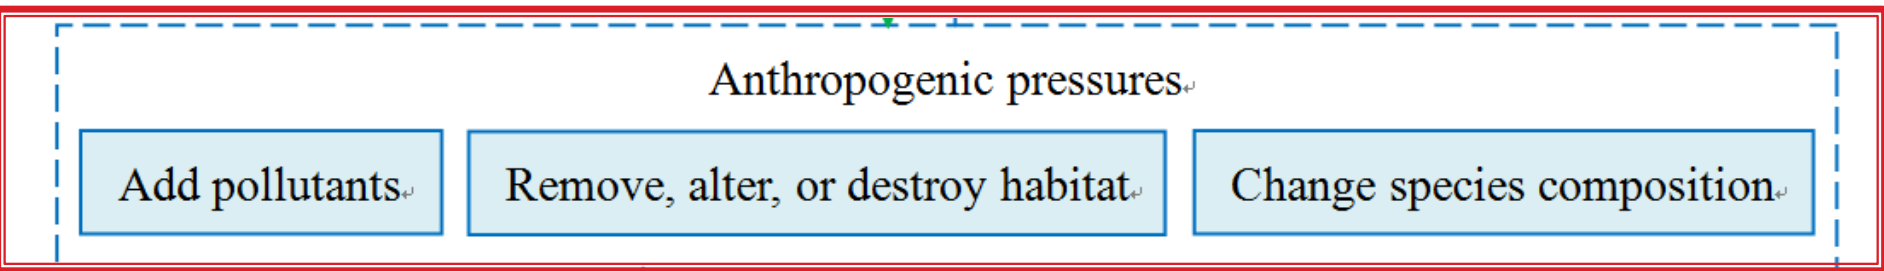 Anthropogenic pressures
Add pollutants
Remove, alter, or destroy habitat
Change species composition